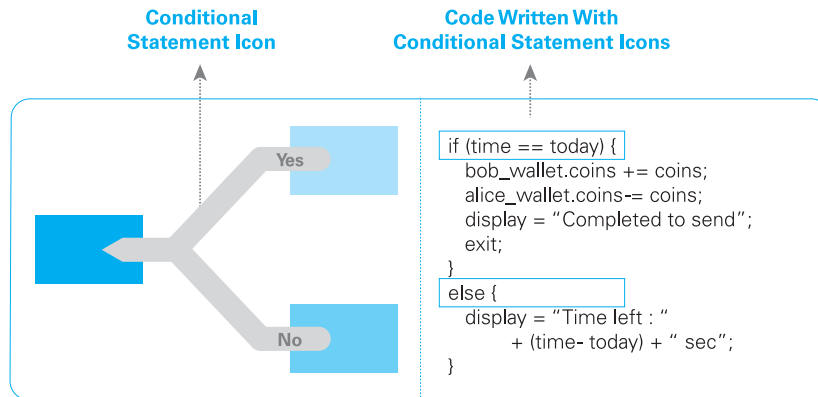 Conditional
Statement Icon
Code Written With
Conditional Statement Icons
Yes
No
if (time == today) {
bob_wallet.coins += coins;
alice_wallet.coins-= coins;
display = “Completed to send”;
exit;
}
else {
display = “Time left : “
+ (time- today) + “ sec”;
}